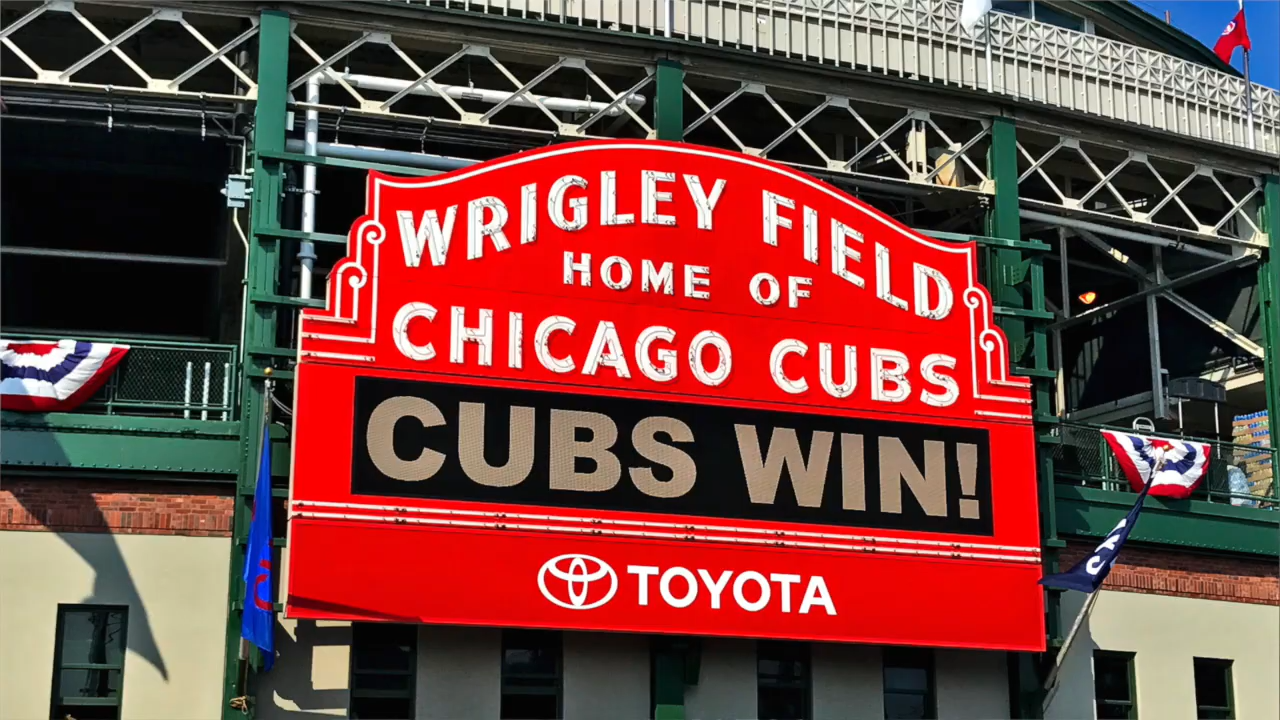 WRIGLEY FIELD
HOME OF
CHICAGO CUBS
CUBS WIN!
TOYOTA